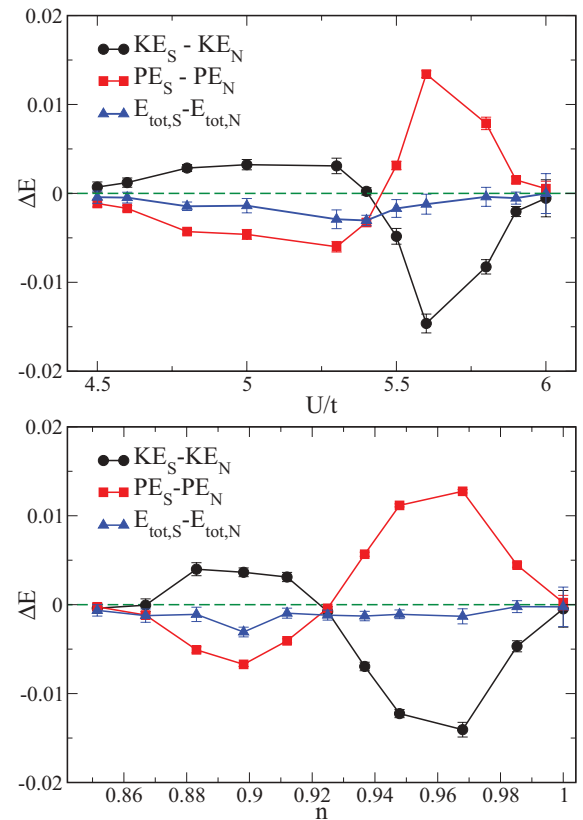 0.02
0.01
0
-0.01
-0.02
ΔE
KE_S - KE_N
PE_S - PE_N
E_tot,S-E_tot,N
4.5 5 5.5 6
U/t
0.02
0.01
0
-0.01
-0.02
ΔE
KE_S-KE_N
PE_S-PE_N
E_tot,S-E_tot,N
0.86 0.88 0.9 0.92 0.94 0.96 0.98 1
n